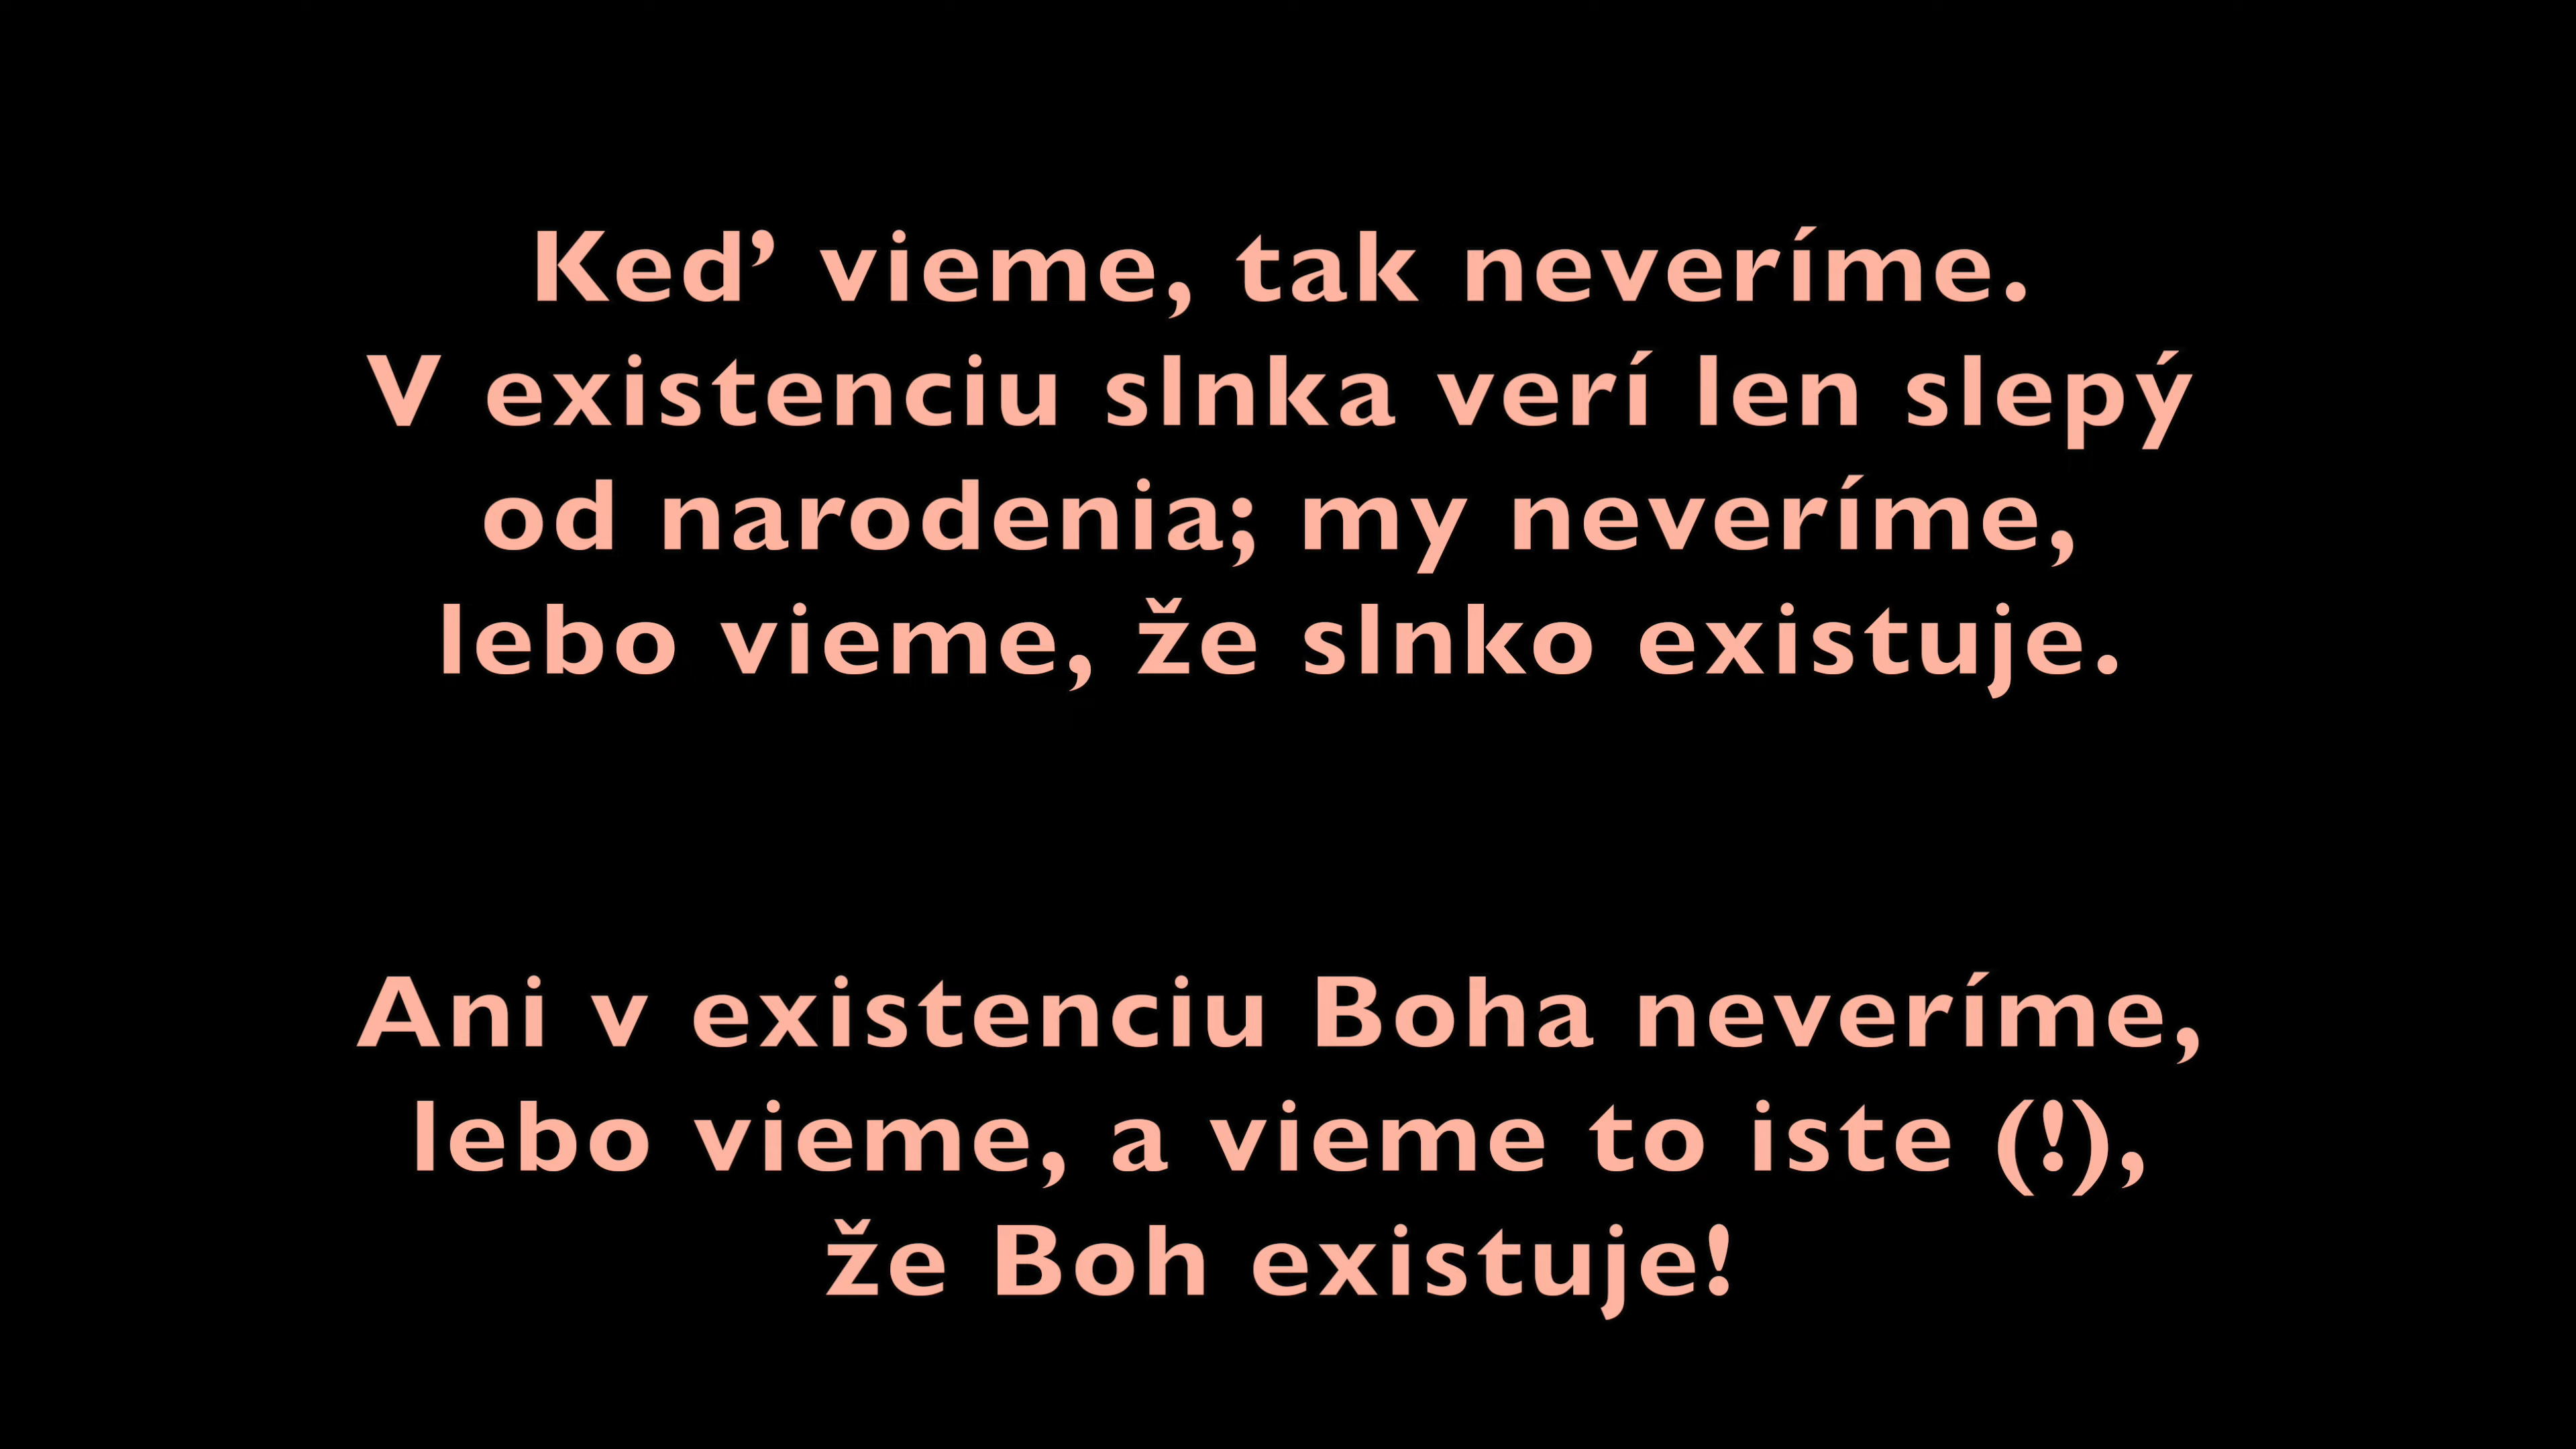 Keď vieme, tak neveríme.
V existenciu slnka verí len slepý
od narodenia; my neveríme,
lebo vieme, že slnko existuje.
Ani v existenciu Boha neveríme,
lebo vieme, a vieme to iste (!),
že Boh existuje!